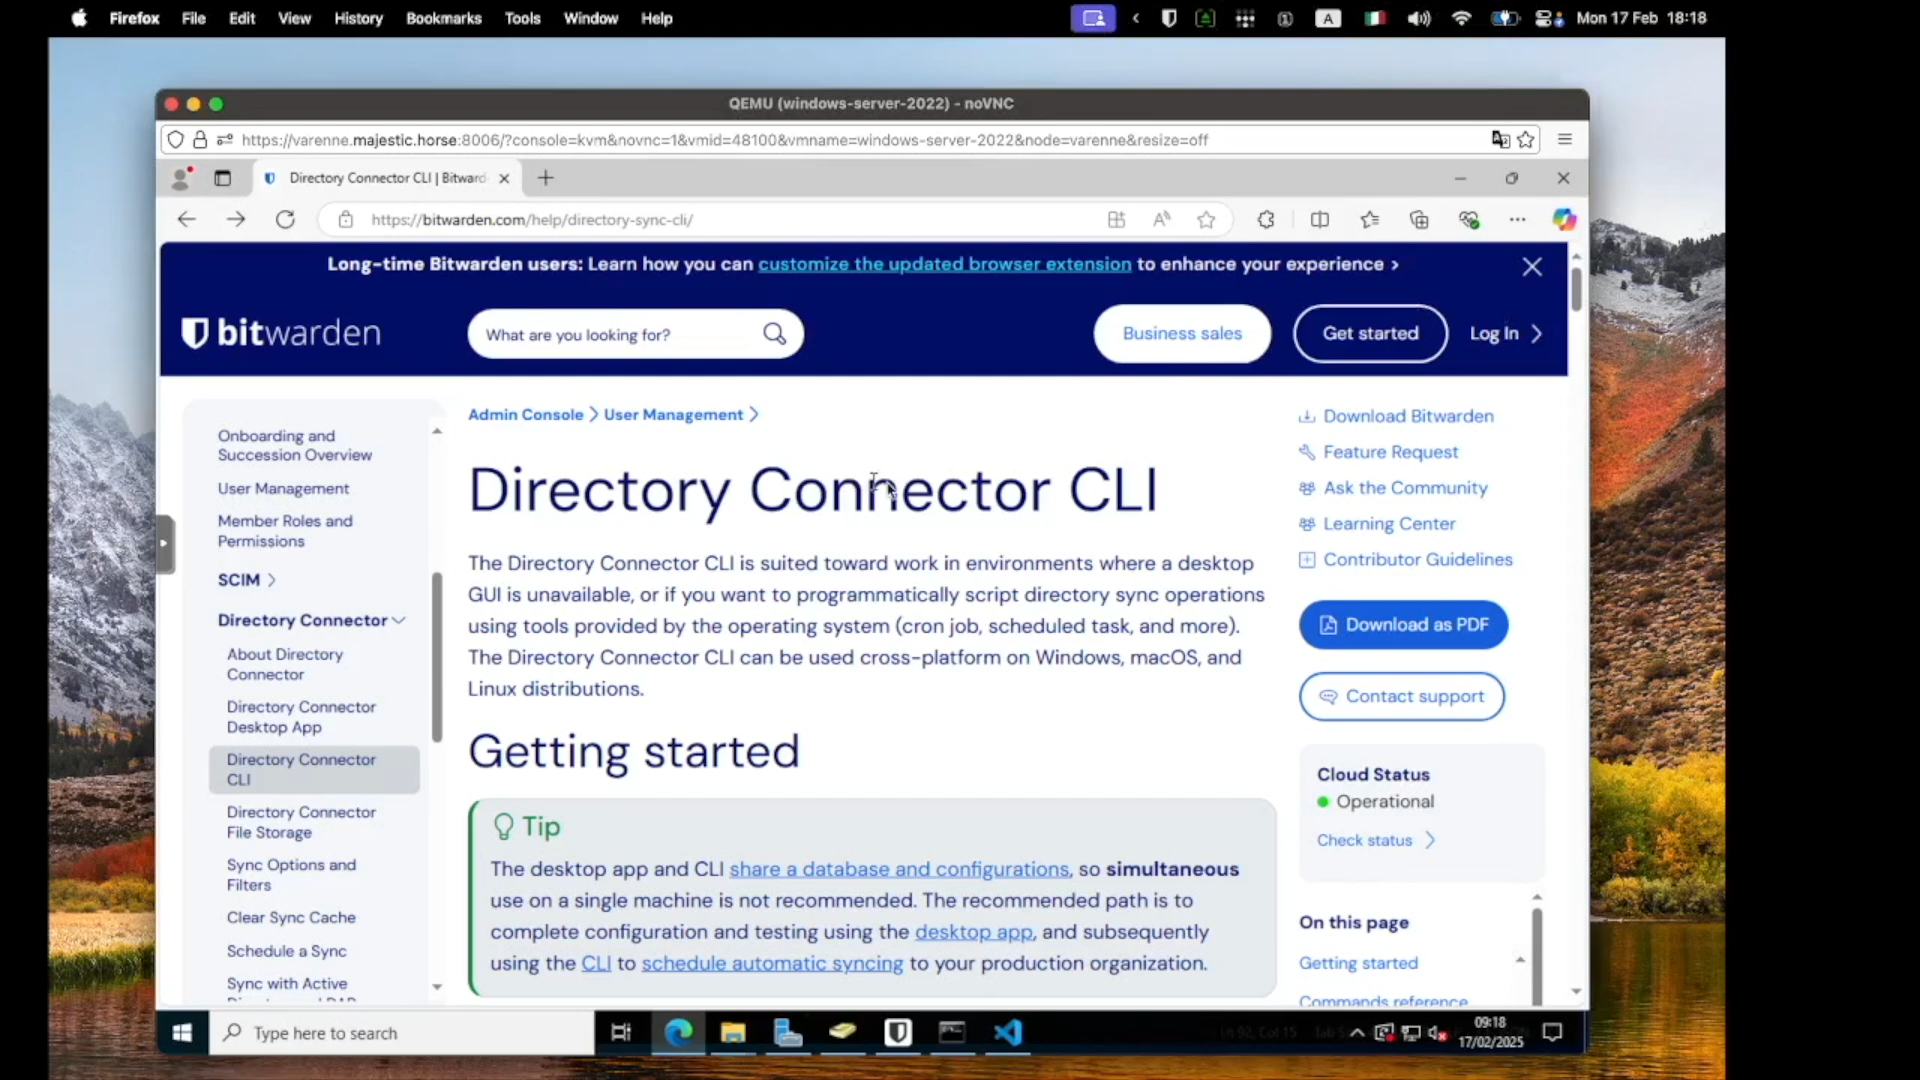 Firefox File Edit View History Bookmarks Tools Window Help
A
Mon 17 Feb 18:18
QEMU (windows-server-2022) - noVNC
https://varenne.majestic.horse:8006/?console=kvm&novnc=1&vmid=48100&vmname=windows-server-2022&node=varenne&resize=off
Directory Connector CLI | Bitward
https://bitwarden.com/help/directory-sync-cli/
Long-time Bitwarden users: Learn how you can customize the updated browser extension to enhance your experience >
bitwarden
What are you looking for?
Business sales
Get started
Log In
Onboarding and
Succession Overview
User Management
Member Roles and
Permissions
SCIM
Directory Connector
About Directory
Connector
Directory Connector
Desktop App
Directory Connector
CLI
Directory Connector
File Storage
Sync Options and
Filters
Clear Sync Cache
Schedule a Sync
Sync with Active
Admin Console > User Management >
Directory Connector CLI
The Directory Connector CLI is suited toward work in environments where a desktop
GUI is unavailable, or if you want to programmatically script directory sync operations
using tools provided by the operating system (cron job, scheduled task, and more).
The Directory Connector CLI can be used cross-platform on Windows, macOS, and
Linux distributions.
Getting started
Tip
The desktop app and CLI share a database and configurations, so simultaneous
use on a single machine is not recommended. The recommended path is to
complete configuration and testing using the desktop app, and subsequently
using the CLI to schedule automatic syncing to your production organization.
Download Bitwarden
Feature Request
Ask the Community
Learning Center
Contributor Guidelines
Download as PDF
Contact support
Cloud Status
Operational
Check status
On this page
Getting started
Commands reference
Type here to search
09:18
17/02/2025